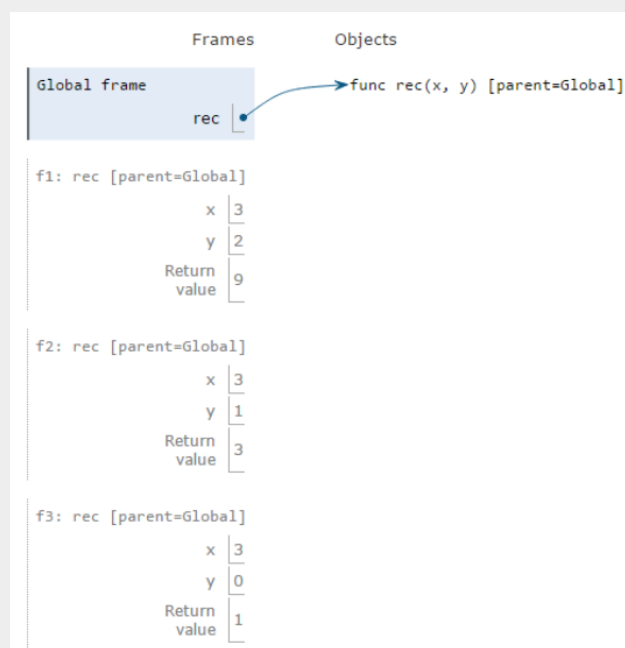 Frames Objects
Global frame
rec
func rec(x, y) [parent=Global]
f1: rec [parent=Global]
x 3
y 2
Return
value 9
f2: rec [parent=Global]
x 3
y 1
Return
value 3
f3: rec [parent=Global]
x 3
y 0
Return
value 1